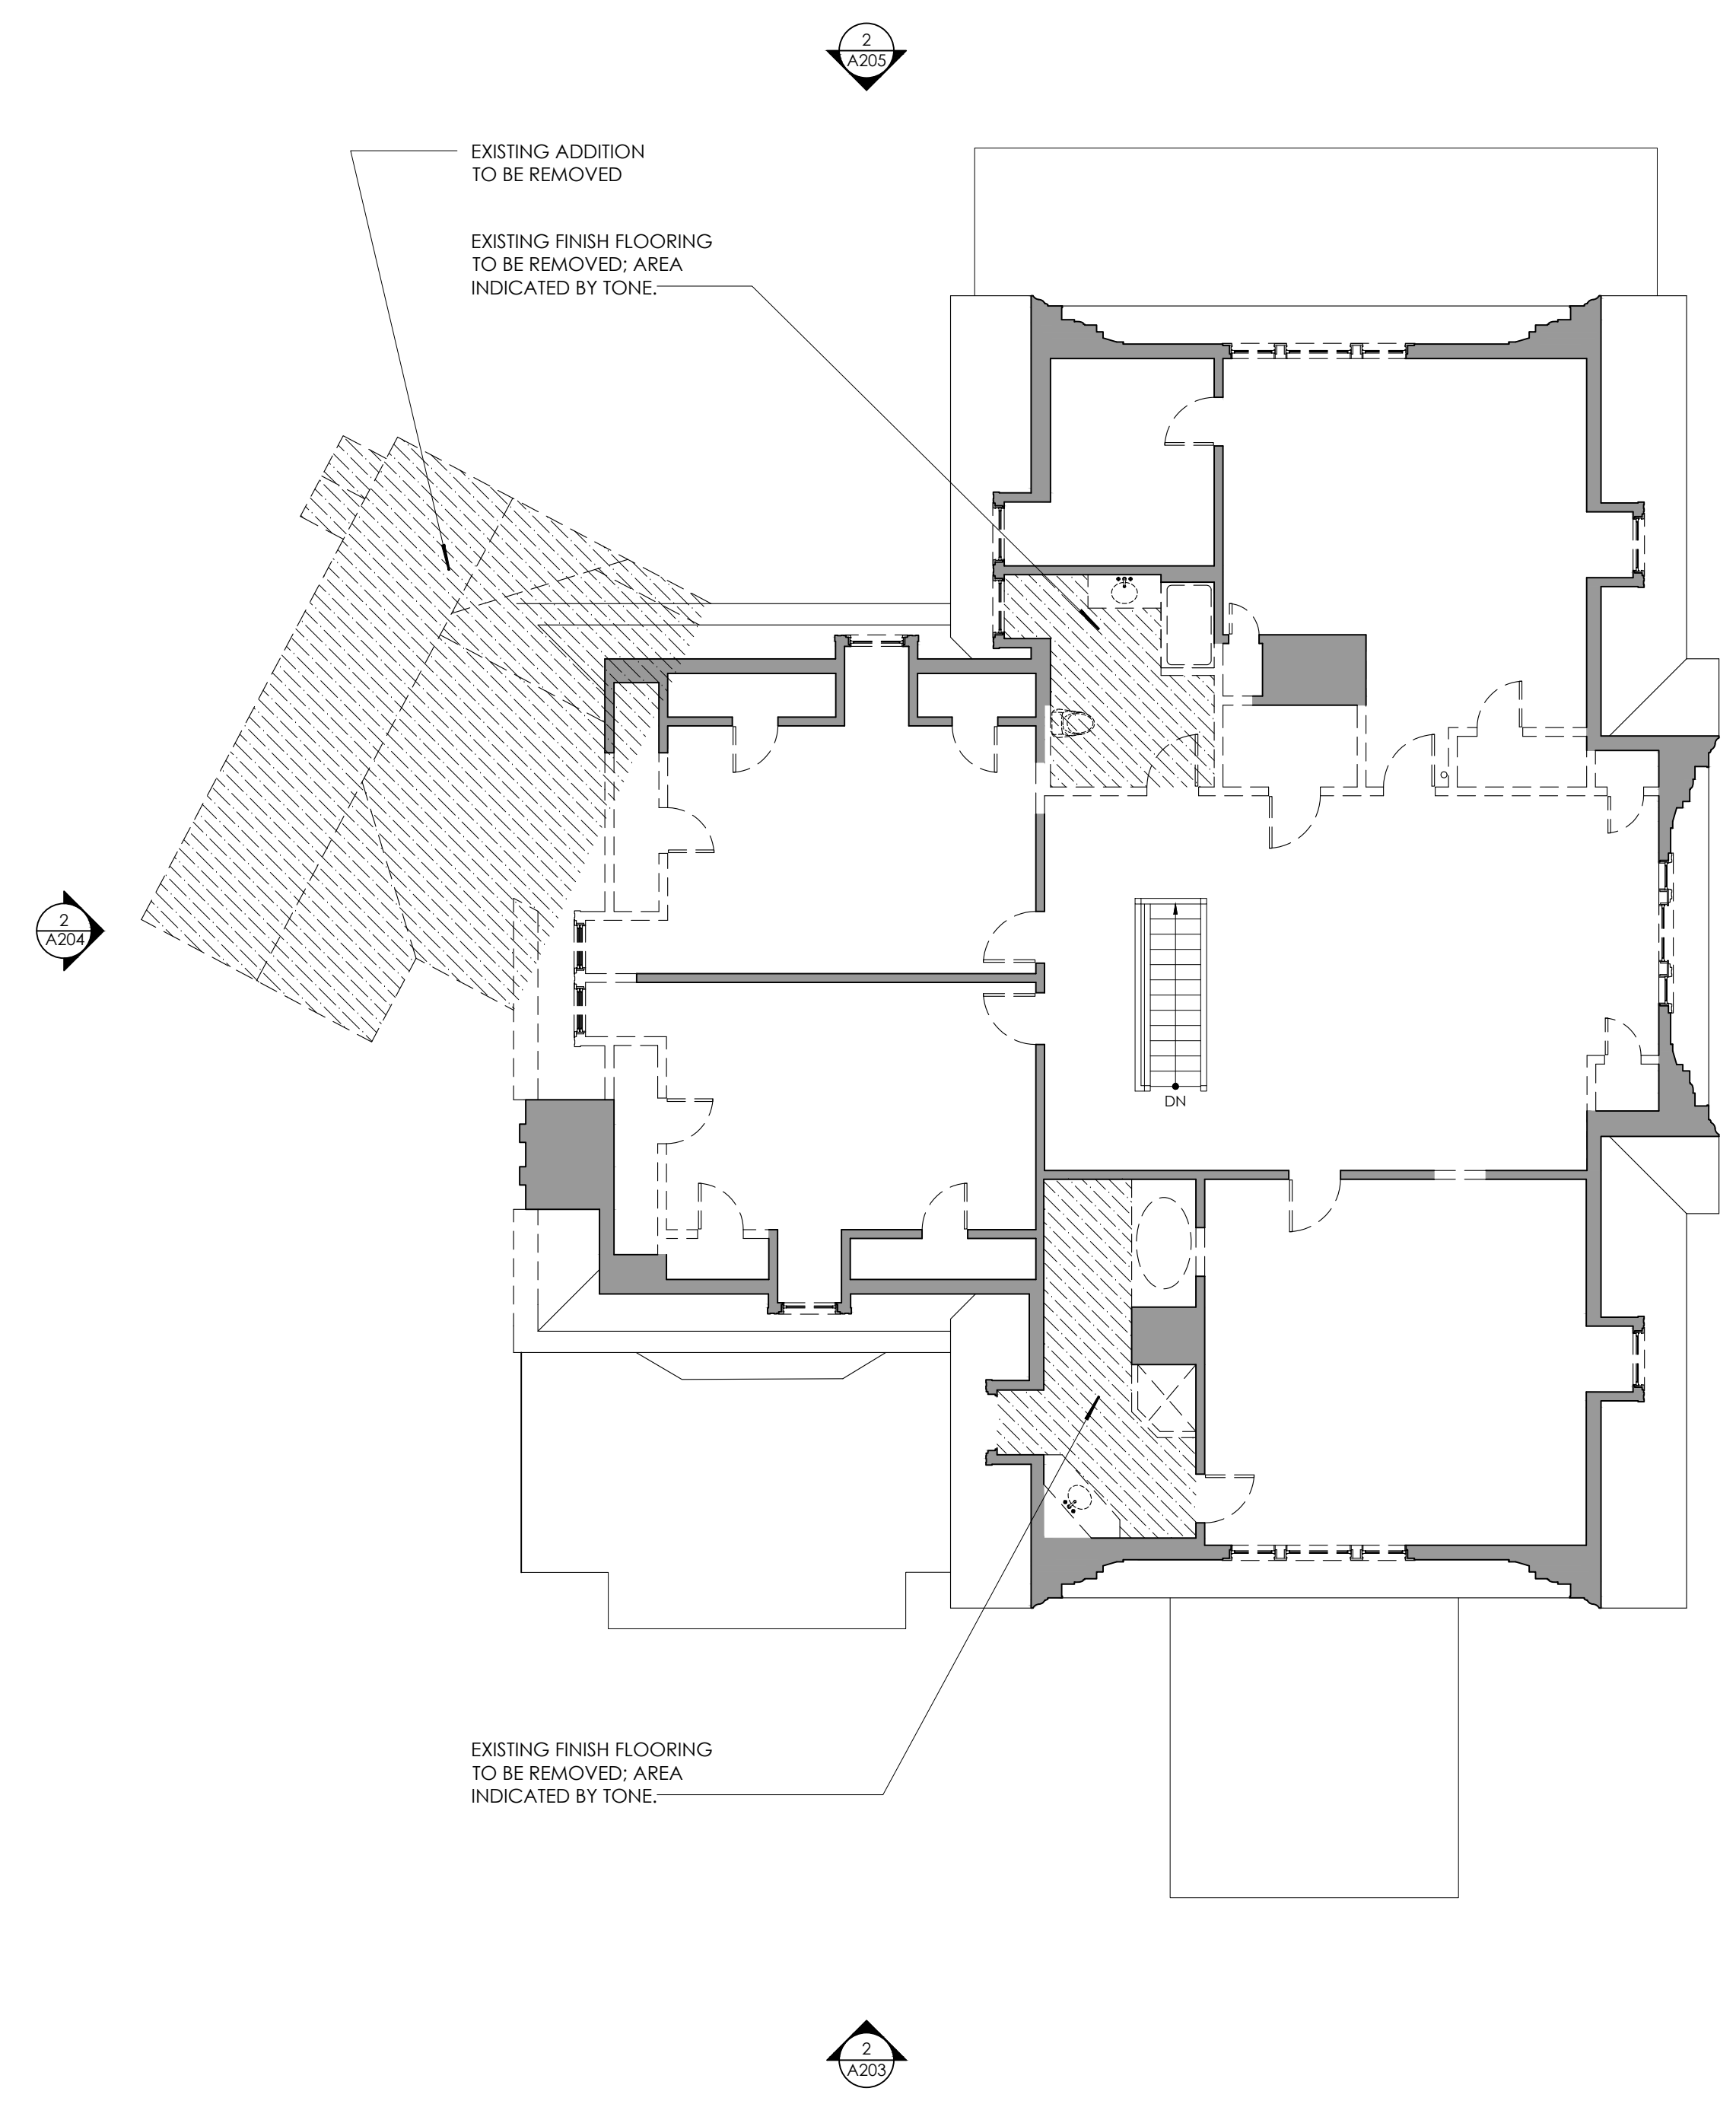 2
A205
EXISTING ADDITION
TO BE REMOVED
EXISTING FINISH FLOORING
TO BE REMOVED; AREA
INDICATED BY TONE.
2
A204
DN
EXISTING FINISH FLOORING
TO BE REMOVED; AREA
INDICATED BY TONE.
2
A203